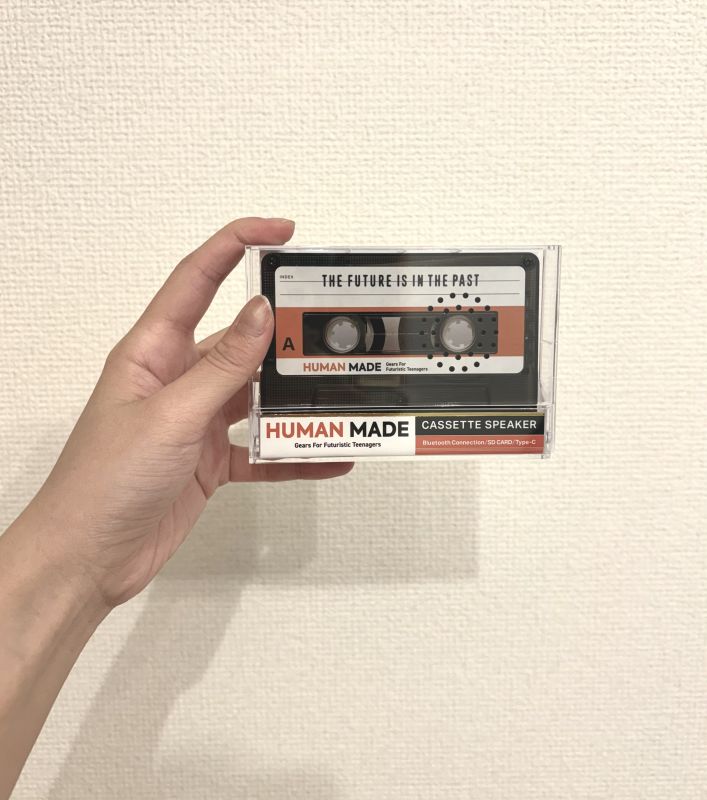 INDEX
THE FUTURE IS IN THE PAST
A
HUMAN MADE
Gears For
Futuristic Teenagers
HUMAN MADE
Gears For Futuristic Teenagers
CASSETTE SPEAKER
Bluetooth Connection/SD CARD/Type-C